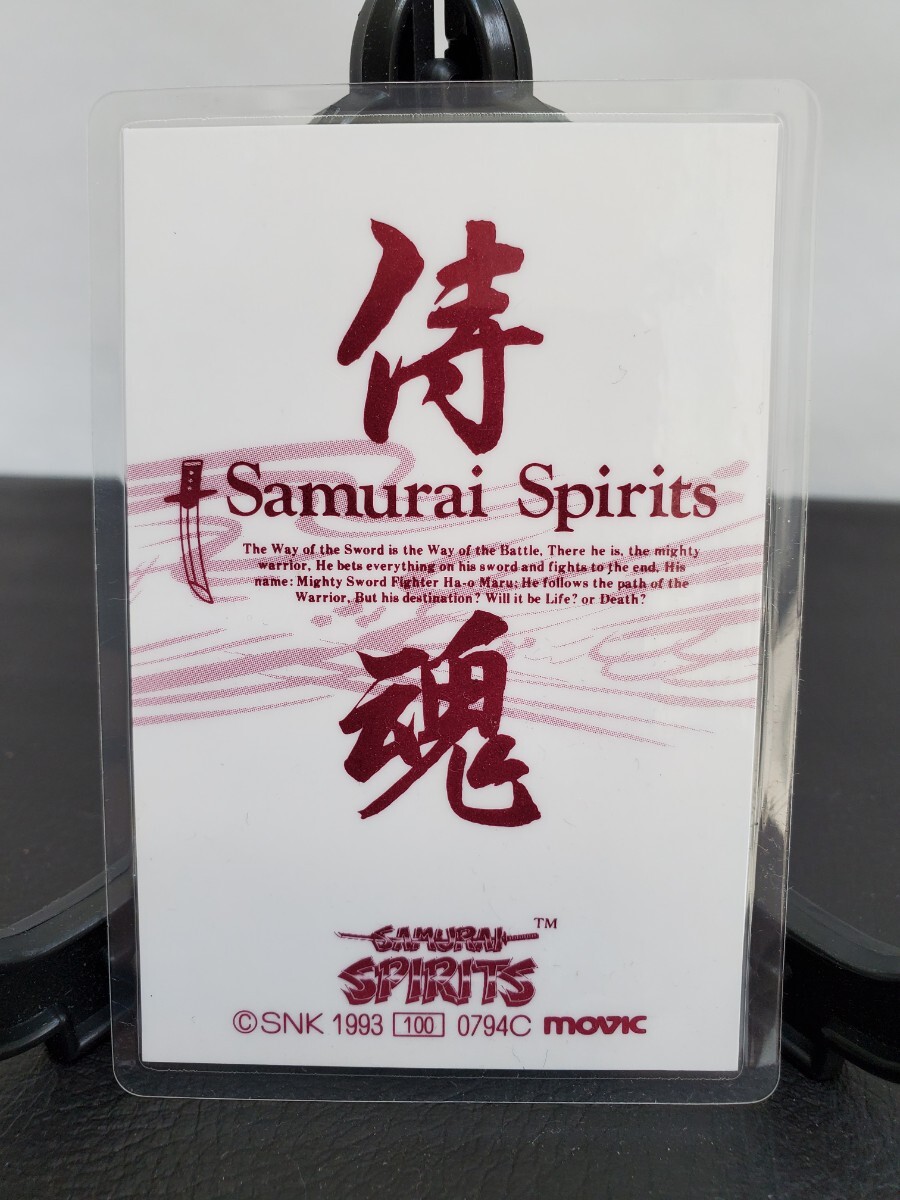 侍
Samurai Spirits
The Way of the Sword is the Way of the Battle. There he is, the mighty
warrior. He bets everything on his sword and fights to the end. His
name: Mighty Sword Fighter Ha-o Maru: He follows the path of the
Warrior. But his destination? Will it be Life? or Death?
魂
SAMURAI TM
SPIRITS
©SNK 1993 100 0794C movic